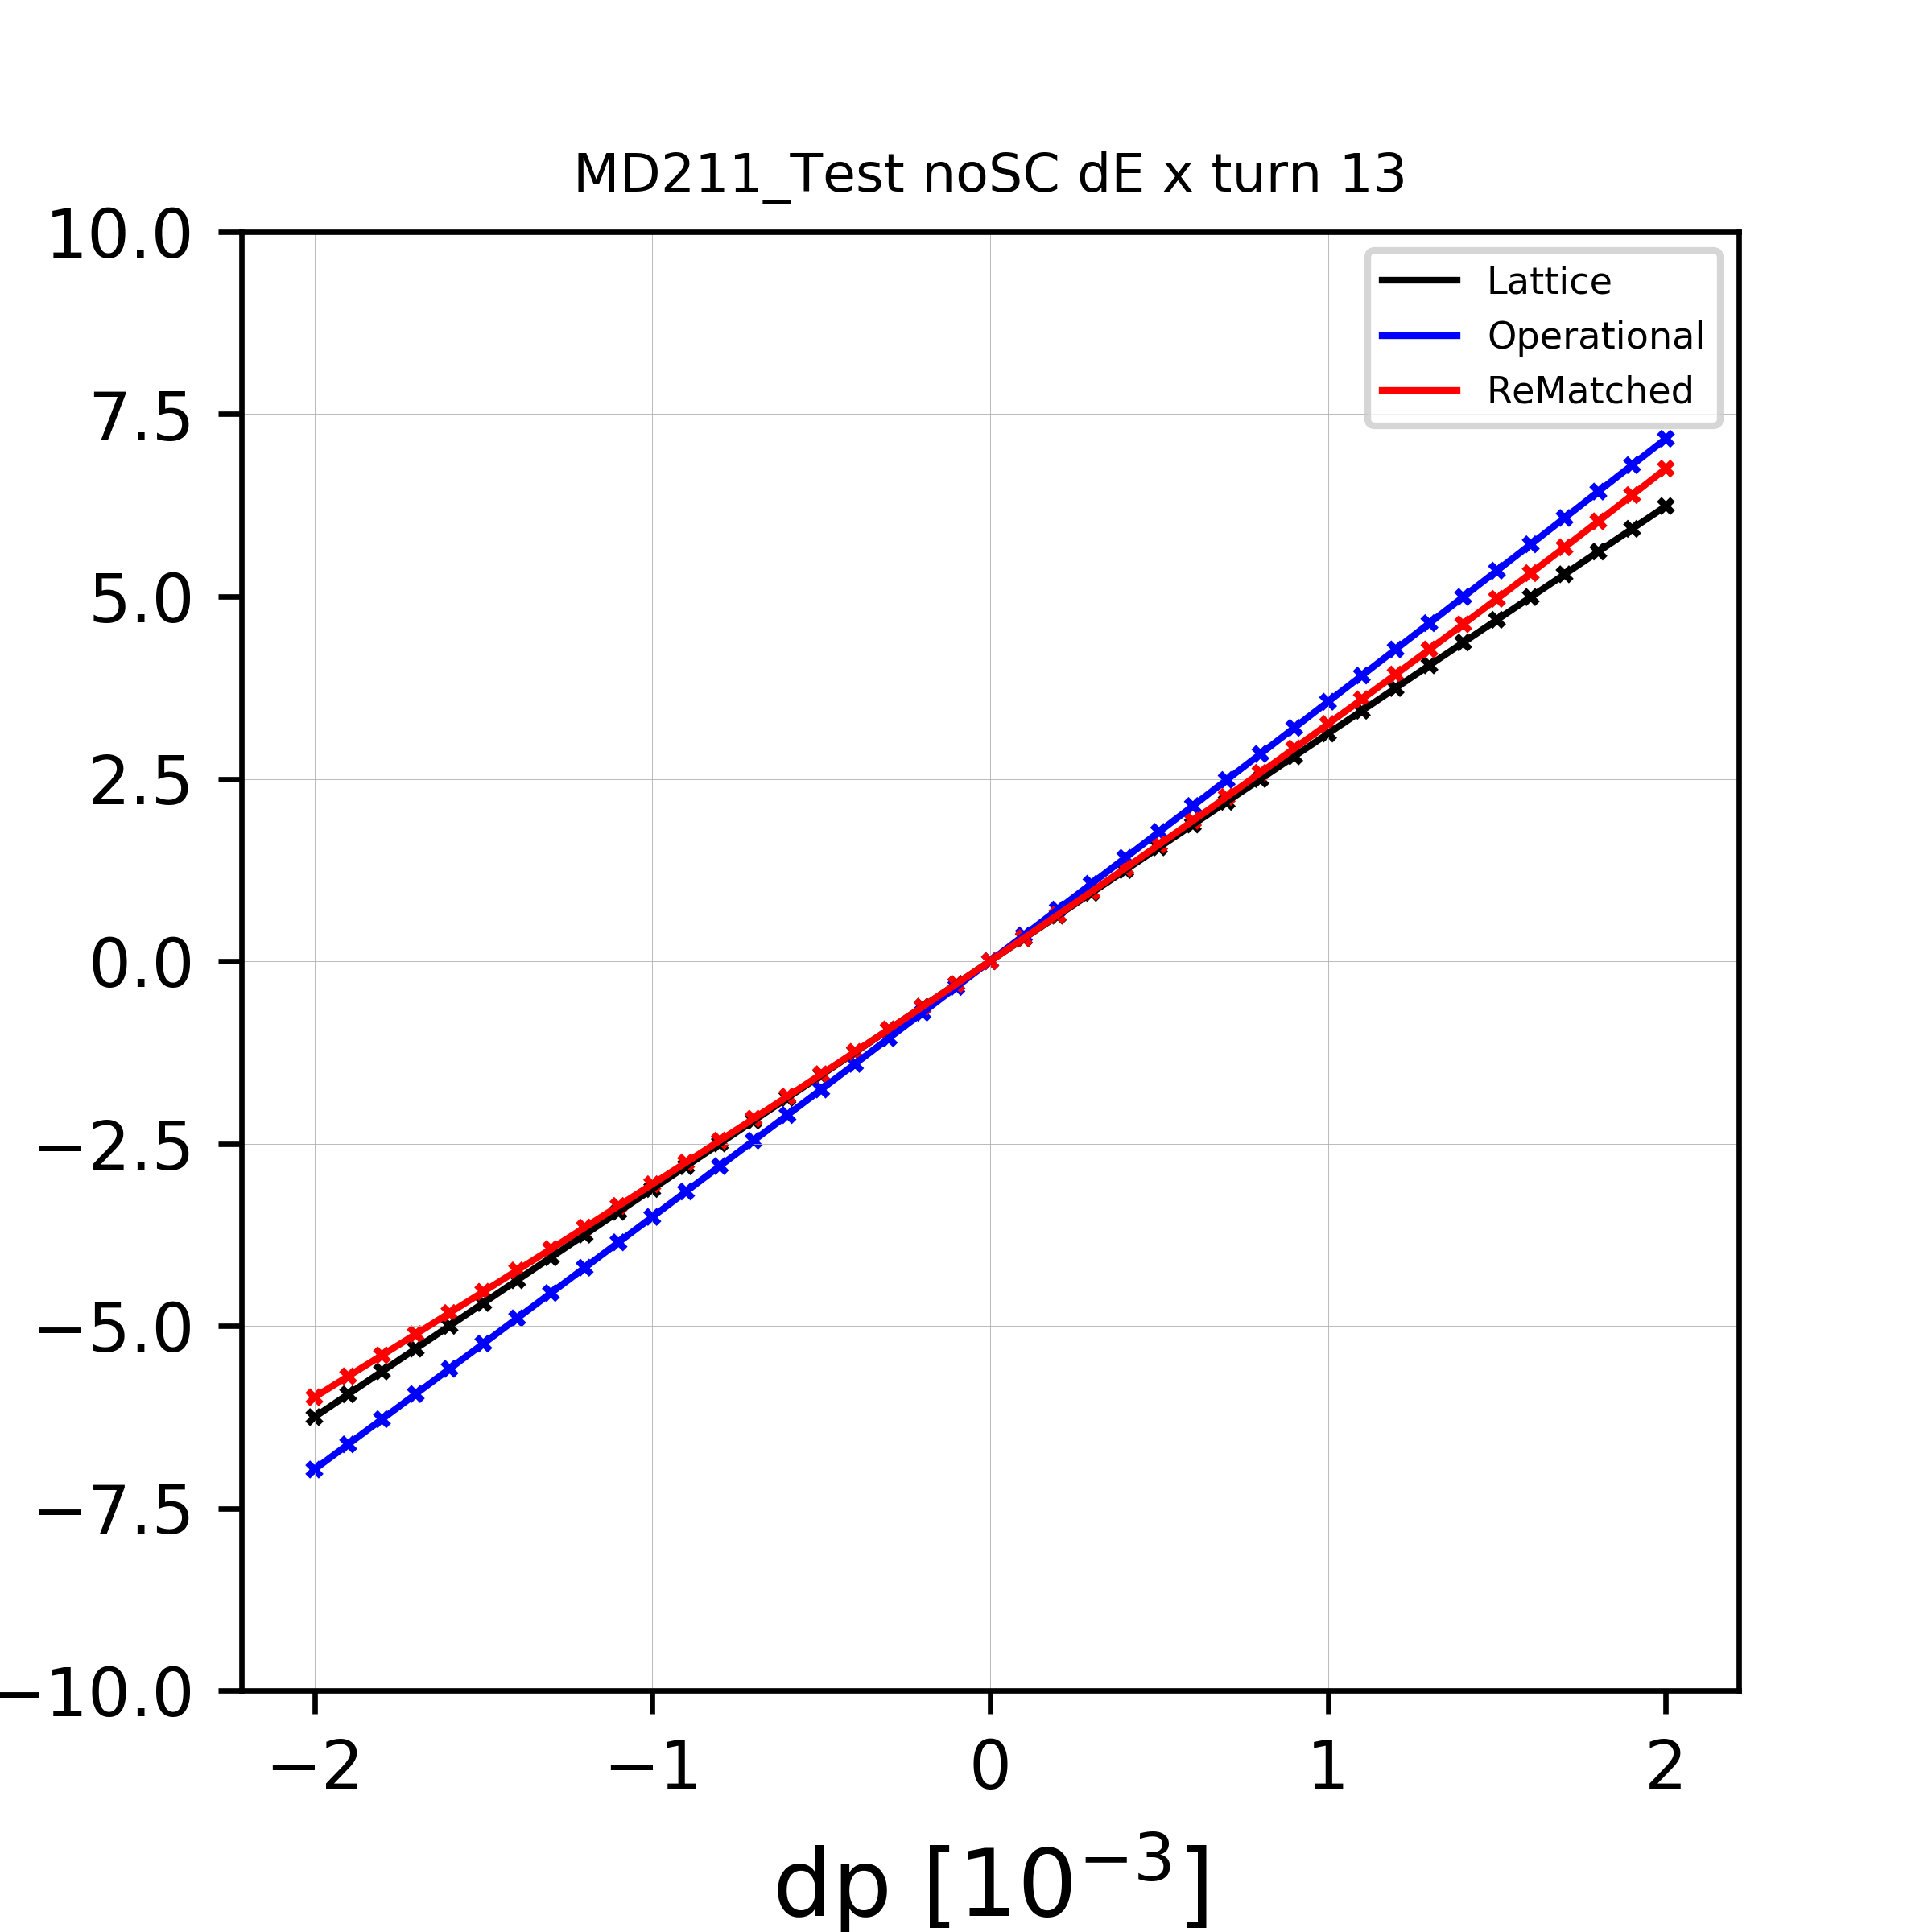 MD211_Test noSC dE x turn 13
10.0
7.5
5.0
2.5
0.0
−2.5
−5.0
−7.5
−10.0
Lattice
Operational
ReMatched
−2 −1 0 1 2
dp [10⁻³]